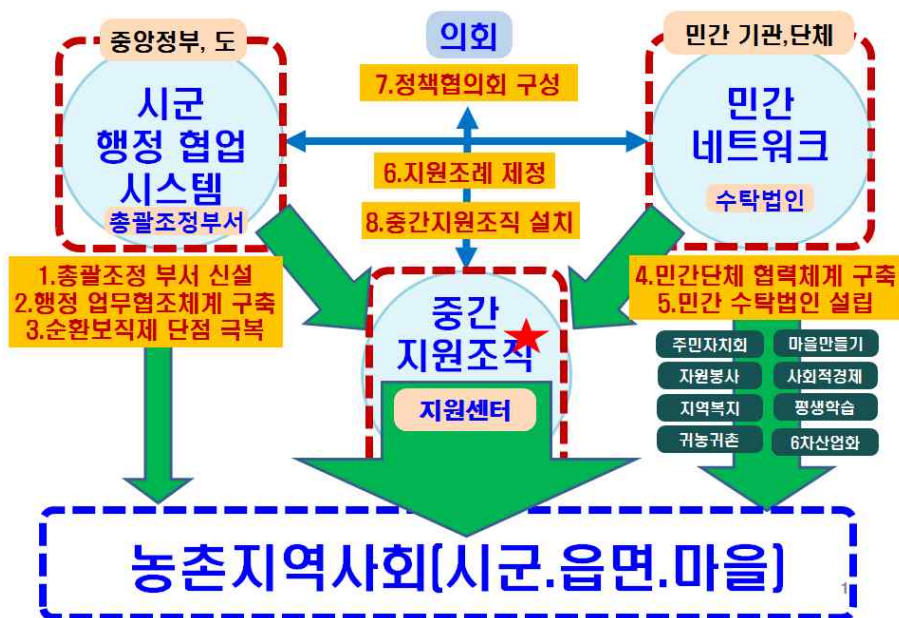 중앙정부, 도
의회
민간 기관,단체
7.정책협의회 구성
시군
행정 협업
시스템
총괄조정부서
민간
네트워크
수탁법인
6.지원조례 제정
8.중간지원조직 설치
1.총괄조정 부서 신설
2.행정 업무협조체계 구축
3.순환보직제 단점 극복
4.민간단체 협력체계 구축
5.민간 수탁법인 설립
중간
지원조직
지원센터
주민자치회
마을만들기
자원봉사
사회적경제
지역복지
평생학습
귀농귀촌
6차산업화
농촌지역사회(시군.읍면.마을)
1